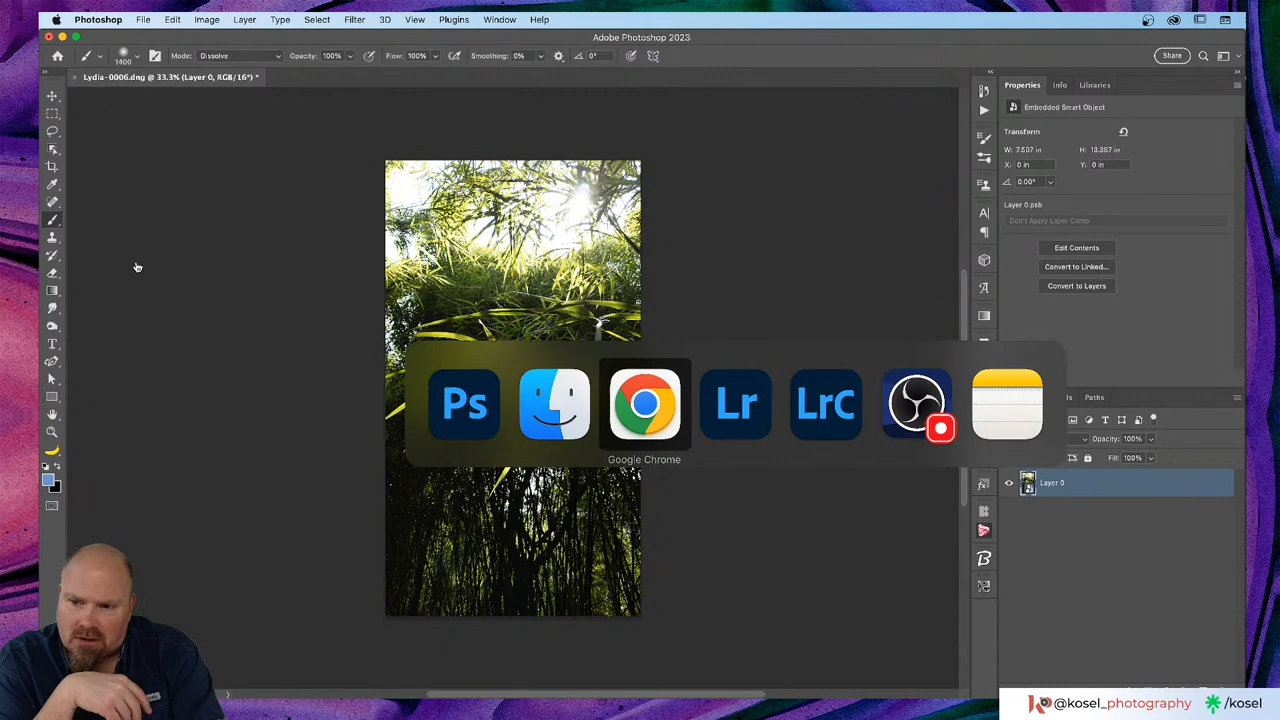 Photoshop File Edit Image Layer Type Select Filter 3D View Plugins Window Help
Adobe Photoshop 2023
1400 Mode: Dissolve Opacity: 100% Flow: 100% Smoothing: 0% 0° Share
Lydia-0006.dng @ 33.3% (Layer 0, RGB/16*) *
Properties Info Libraries
Embedded Smart Object
Transform
W: 7.507 in H: 13.387 in
X: 0 in Y: 0 in
0.00°
Layer 0.psb
Don't Apply Layer Comp
Edit Contents
Convert to Linked...
Convert to Layers
Ps Lr LrC
Google Chrome
Paths
Opacity: 100%
Fill: 100%
Layer 0
@kosel_photography /kosel